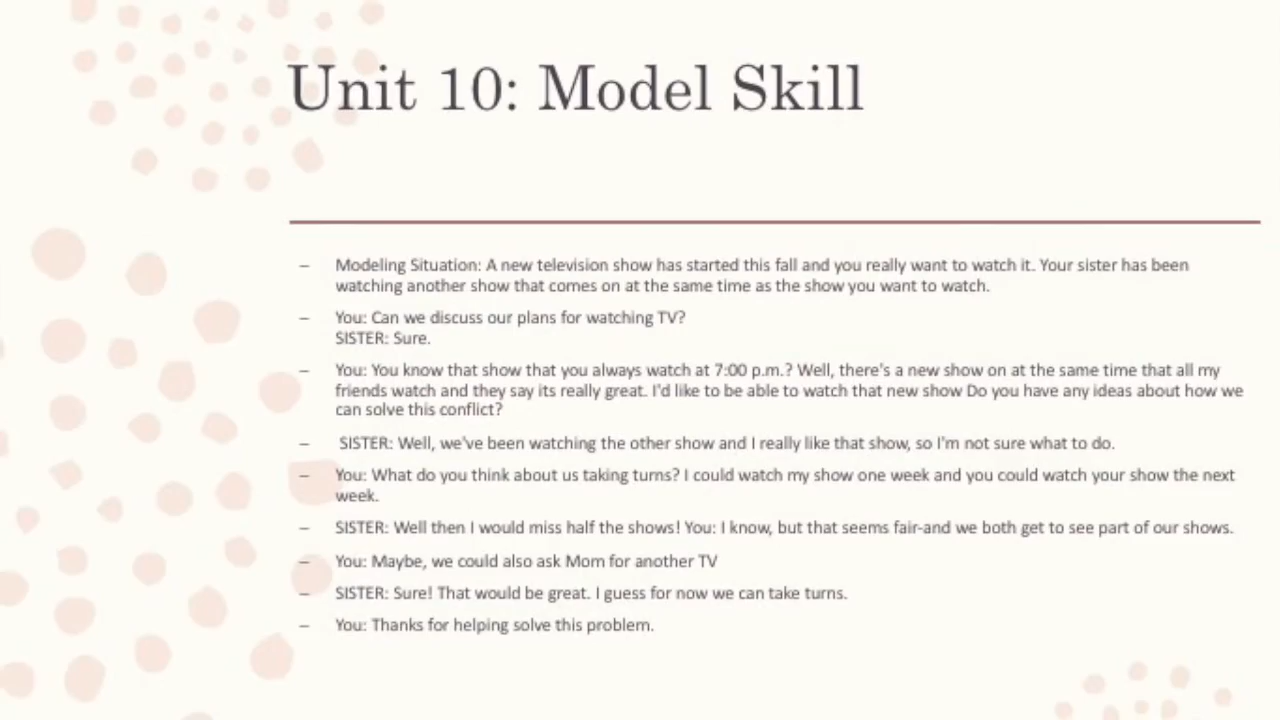 Unit 10: Model Skill
– Modeling Situation: A new television show has started this fall and you really want to watch it. Your sister has been
watching another show that comes on at the same time as the show you want to watch.
– You: Can we discuss our plans for watching TV?
SISTER: Sure.
– You: You know that show that you always watch at 7:00 p.m.? Well, there's a new show on at the same time that all my
friends watch and they say its really great. I'd like to be able to watch that new show Do you have any ideas about how we
can solve this conflict?
– SISTER: Well, we've been watching the other show and I really like that show, so I'm not sure what to do.
– You: What do you think about us taking turns? I could watch my show one week and you could watch your show the next
week.
– SISTER: Well then I would miss half the shows! You: I know, but that seems fair-and we both get to see part of our shows.
– You: Maybe, we could also ask Mom for another TV
– SISTER: Sure! That would be great. I guess for now we can take turns.
– You: Thanks for helping solve this problem.